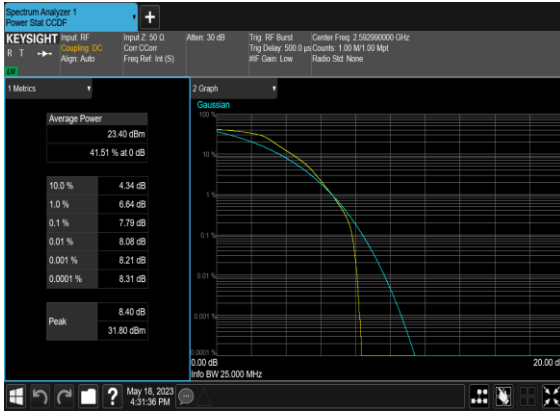 Spectrum Analyzer 1
Power Stat CCDF
KEYSIGHT
R T
Input: RF
Coupling: DC
Align: Auto
Input Z: 50 Ω
Corr CCorr
Freq Ref: Int (S)
Atten: 30 dB
Trig: RF Burst
Trig Delay: 500.0 µs
#IF Gain: Low
Center Freq: 2.592990000 GHz
Counts: 1.00 M/1.00 Mpt
Radio Std: None
1 Metrics
Average Power
23.40 dBm
41.51 % at 0 dB
10.0 % 4.34 dB
1.0 % 6.64 dB
0.1 % 7.79 dB
0.01 % 8.08 dB
0.001 % 8.21 dB
0.0001 % 8.31 dB
Peak
8.40 dB
31.80 dBm
2 Graph
Gaussian
100 %
10 %
1 %
0.1 %
0.01 %
0.001 %
0.0001 %
0.00 dB
20.00 d
Info BW 25.000 MHz
May 18, 2023
4:31:36 PM